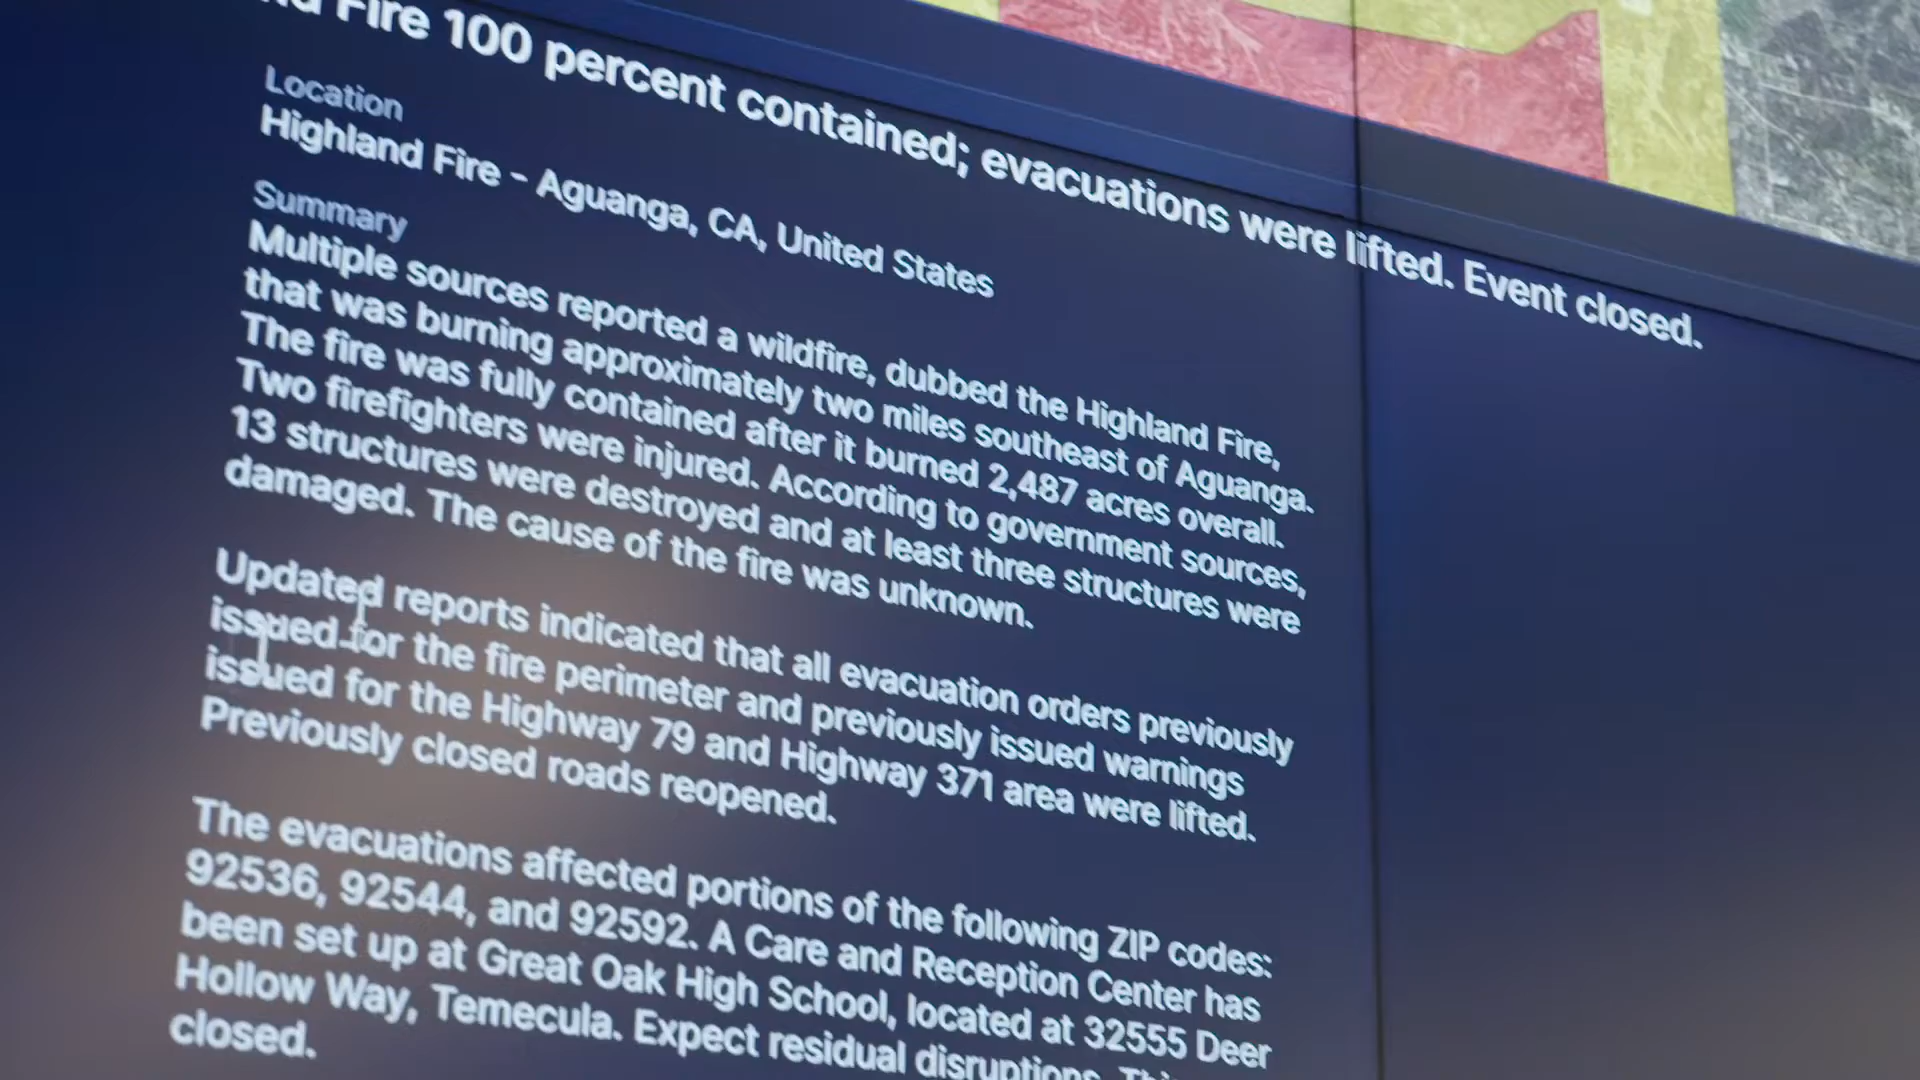 Fire 100 percent contained; evacuations were lifted. Event closed.
Location
Highland Fire - Aguanga, CA, United States
Summary
Multiple sources reported a wildfire, dubbed the Highland Fire,
that was burning approximately two miles southeast of Aguanga.
The fire was fully contained after it burned 2,487 acres overall.
Two firefighters were injured. According to government sources,
13 structures were destroyed and at least three structures were
damaged. The cause of the fire was unknown.
Updated reports indicated that all evacuation orders previously
issued for the fire perimeter and previously issued warnings
issued for the Highway 79 and Highway 371 area were lifted.
Previously closed roads reopened.
The evacuations affected portions of the following ZIP codes:
92536, 92544, and 92592. A Care and Reception Center has
been set up at Great Oak High School, located at 32555 Deer
Hollow Way, Temecula. Expect residual disruptions.
closed.